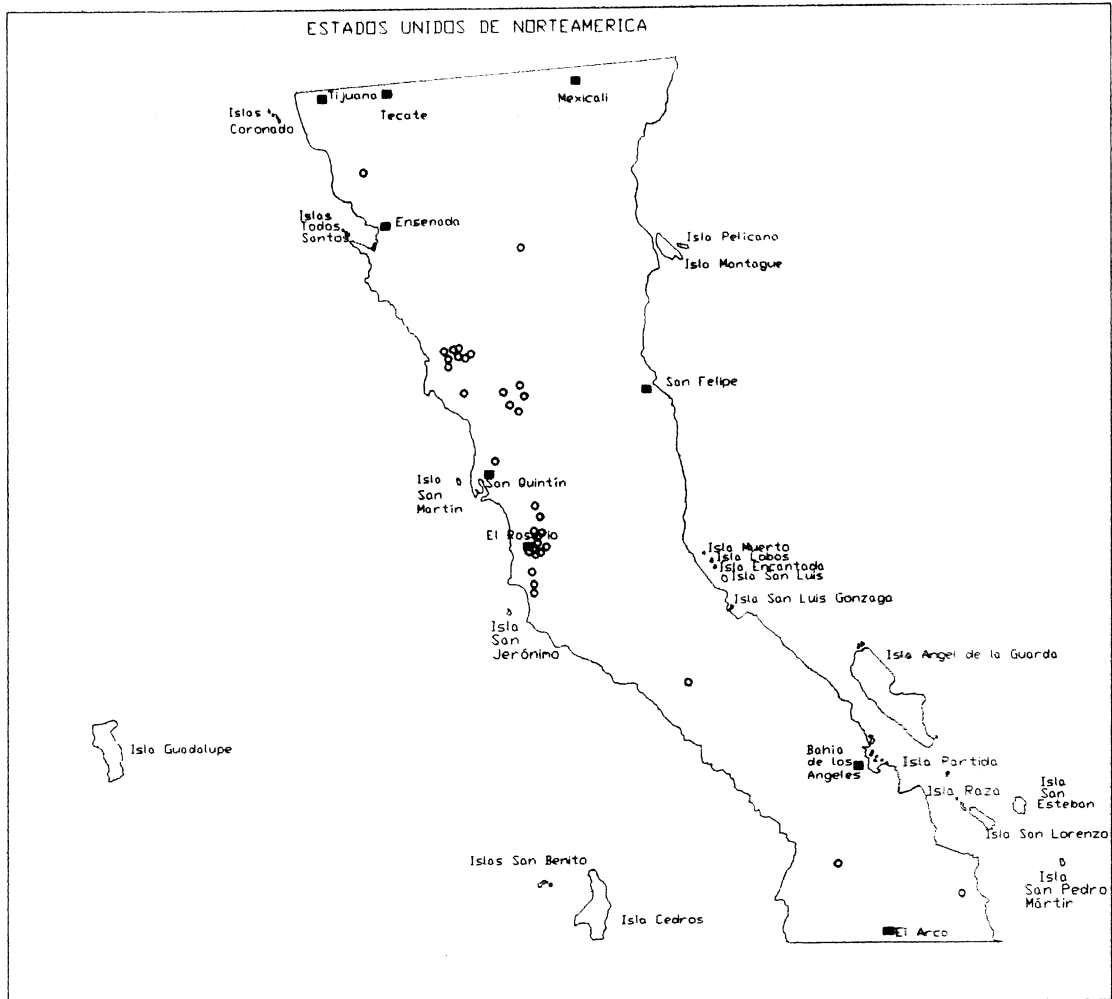 ESTADOS UNIDOS DE NORTEAMERICA
Tijuana
Tecate
Mexicali
Islas
Coronado
Islas
Todos
Santos
Ensenada
Isla Pelicano
Isla Montague
San Felipe
Isla
San
Martín
San Quintín
El Rosario
Isla Muerto
Isla Lobos
Isla Encantada
Isla San Luis
Isla San Luis Gonzaga
Isla
San
Jerónimo
Isla Angel de la Guarda
Isla Guadalupe
Bahia
de los
Angeles
Isla Partida
Isla Raza
Isla
San
Esteban
Isla San Lorenzo
Islas San Benito
Isla
San Pedro
Mártir
Isla Cedros
El Arco